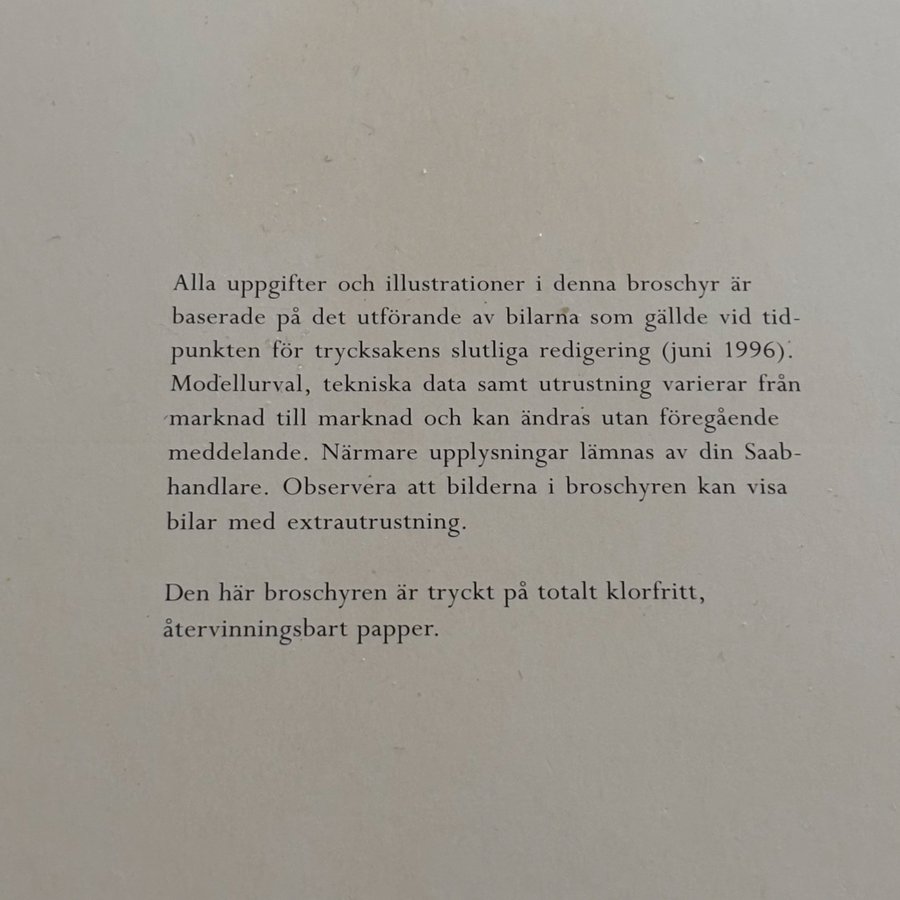 Alla uppgifter och illustrationer i denna broschyr är
baserade på det utförande av bilarna som gällde vid tid-
punkten för trycksakens slutliga redigering (juni 1996).
Modellurval, tekniska data samt utrustning varierar från
marknad till marknad och kan ändras utan föregående
meddelande. Närmare upplysningar lämnas av din Saab-
handlare. Observera att bilderna i broschyren kan visa
bilar med extrautrustning.
Den här broschyren är tryckt på totalt klorfritt,
återvinningsbart papper.